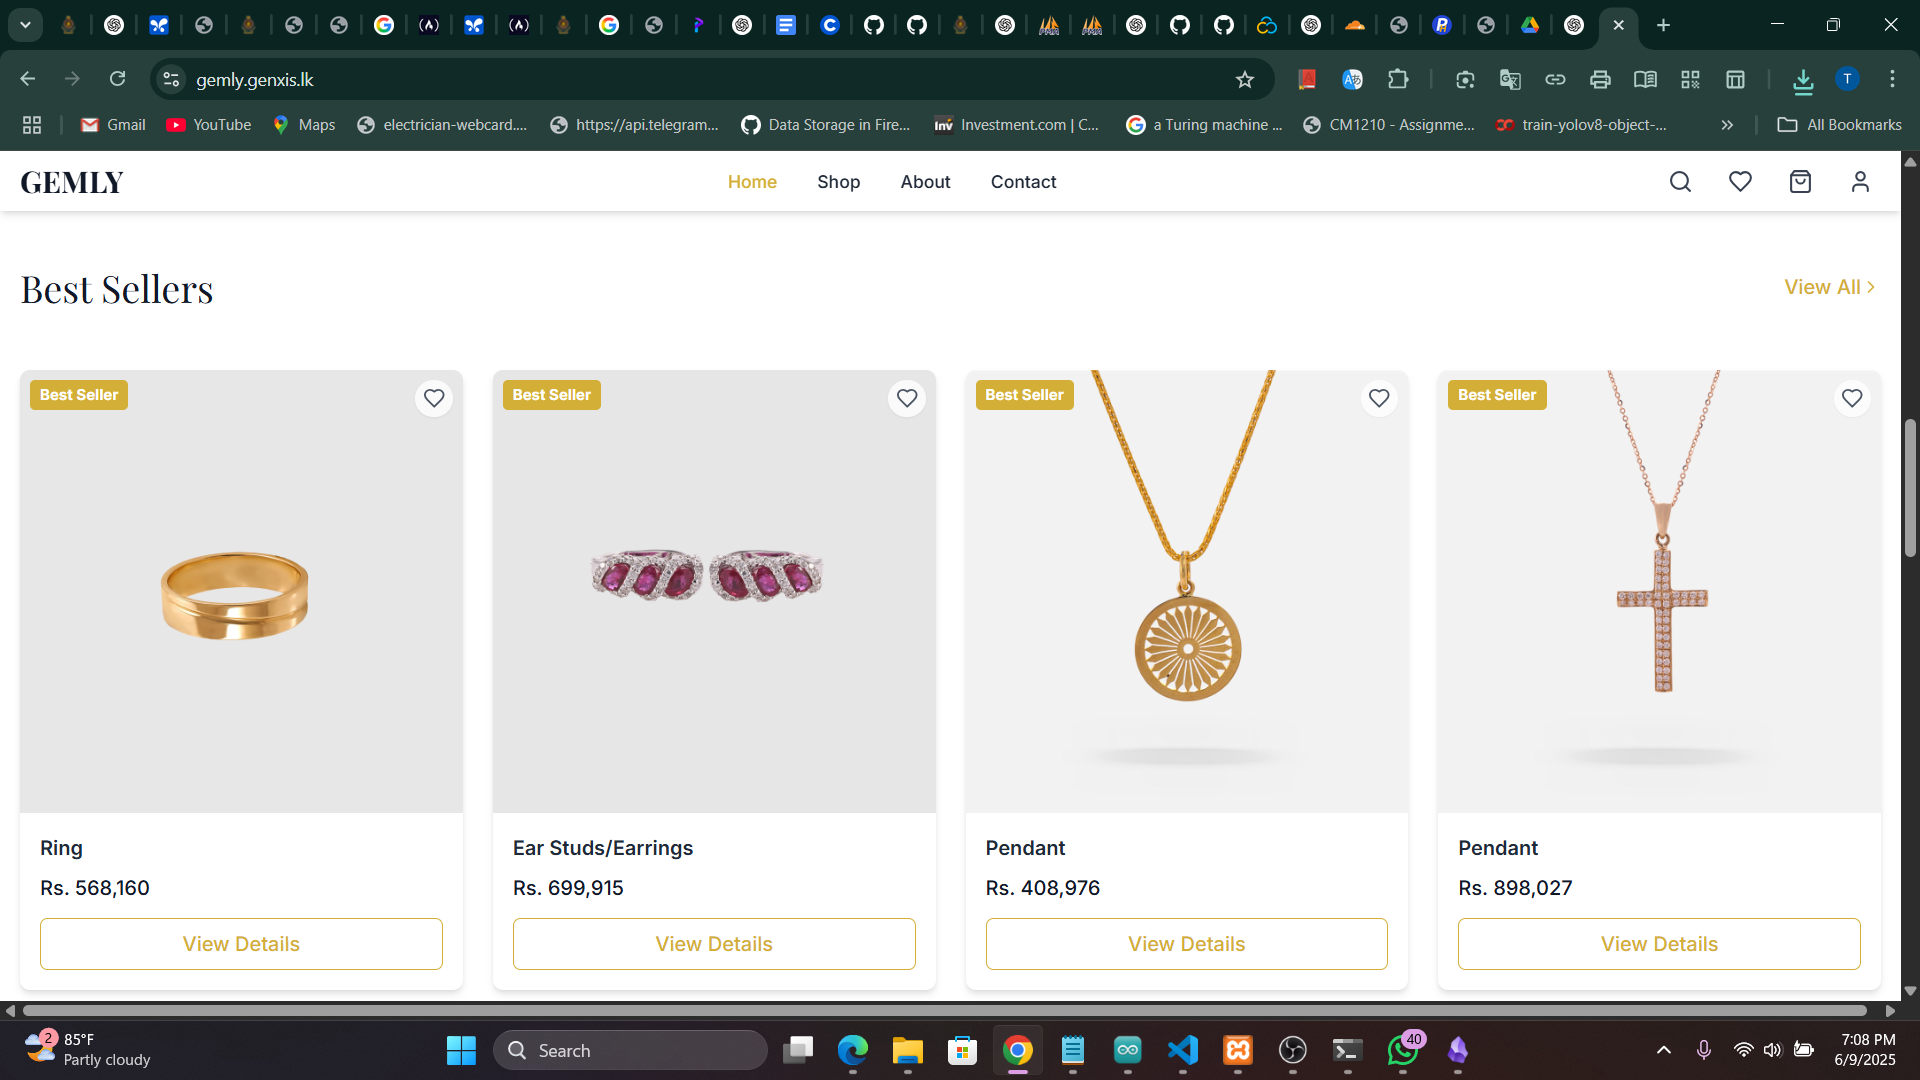 gemly.genxis.lk
T
Gmail
YouTube
Maps
electrician-webcard....
https://api.telegram...
Data Storage in Fire...
Inv Investment.com | C...
a Turing machine ...
CM1210 - Assignme...
train-yolov8-object-...
All Bookmarks
GEMLY
Home
Shop
About
Contact
Best Sellers
View All
Best Seller
Best Seller
Best Seller
Best Seller
Ring
Rs. 568,160
View Details
Ear Studs/Earrings
Rs. 699,915
View Details
Pendant
Rs. 408,976
View Details
Pendant
Rs. 898,027
View Details
2
85°F
Partly cloudy
Search
40
7:08 PM
6/9/2025